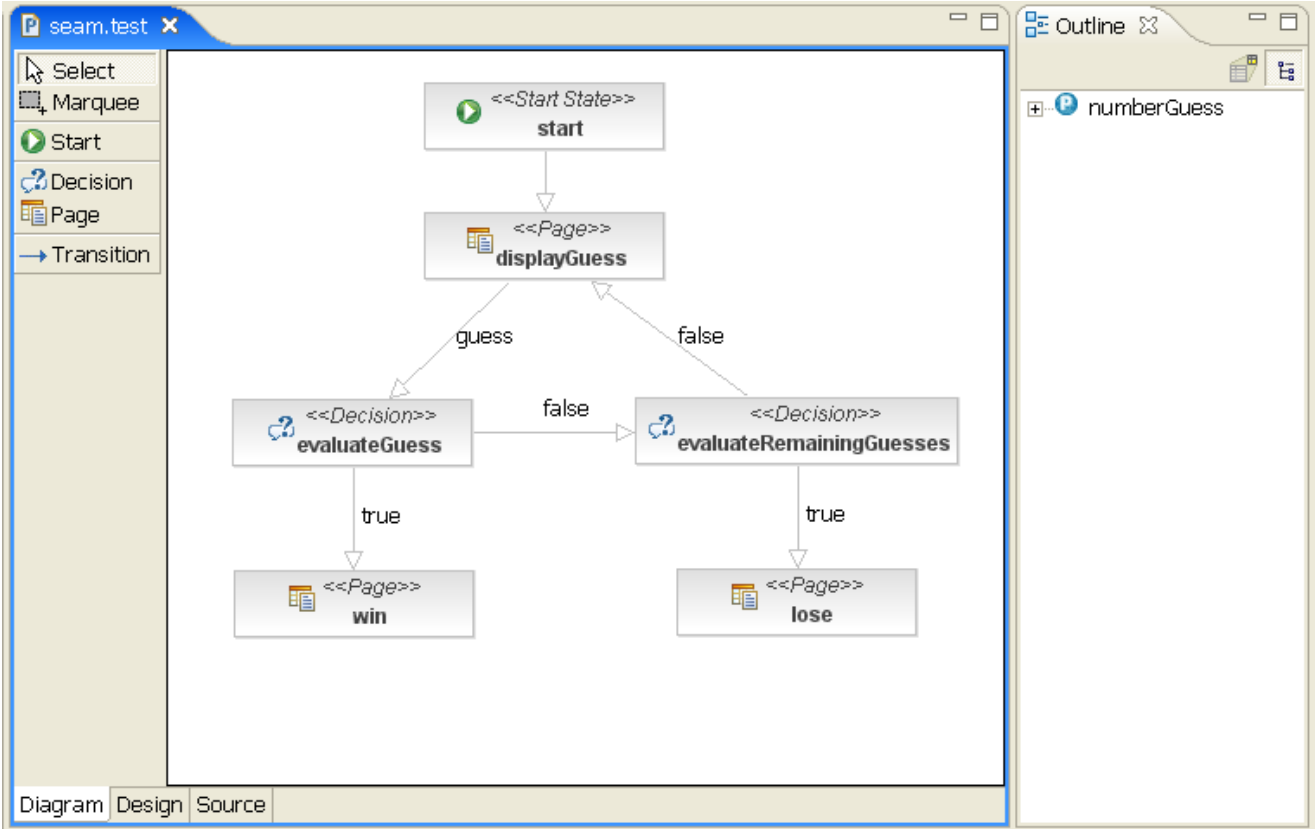 seam.test
Outline
Select
Marquee
Start
Decision
Page
Transition
<<Start State>>
start
<<Page>>
displayGuess
guess
false
<<Decision>>
evaluateGuess
false
<<Decision>>
evaluateRemainingGuesses
true
true
<<Page>>
win
<<Page>>
lose
numberGuess
Diagram Design Source